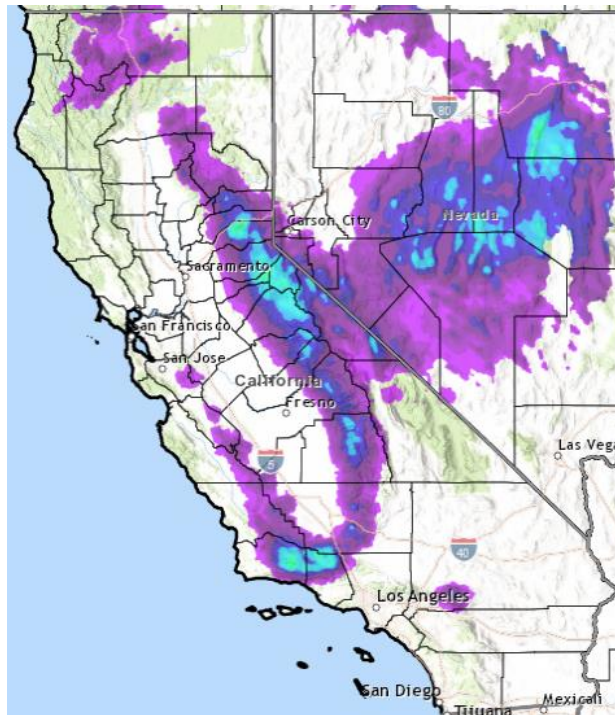 80
Carson City
Nevada
Sacramento
San Francisco
San Jose
California
Fresno
5
Las Vega
40
Los Angeles
San Diego
Mexicali
Tijuana